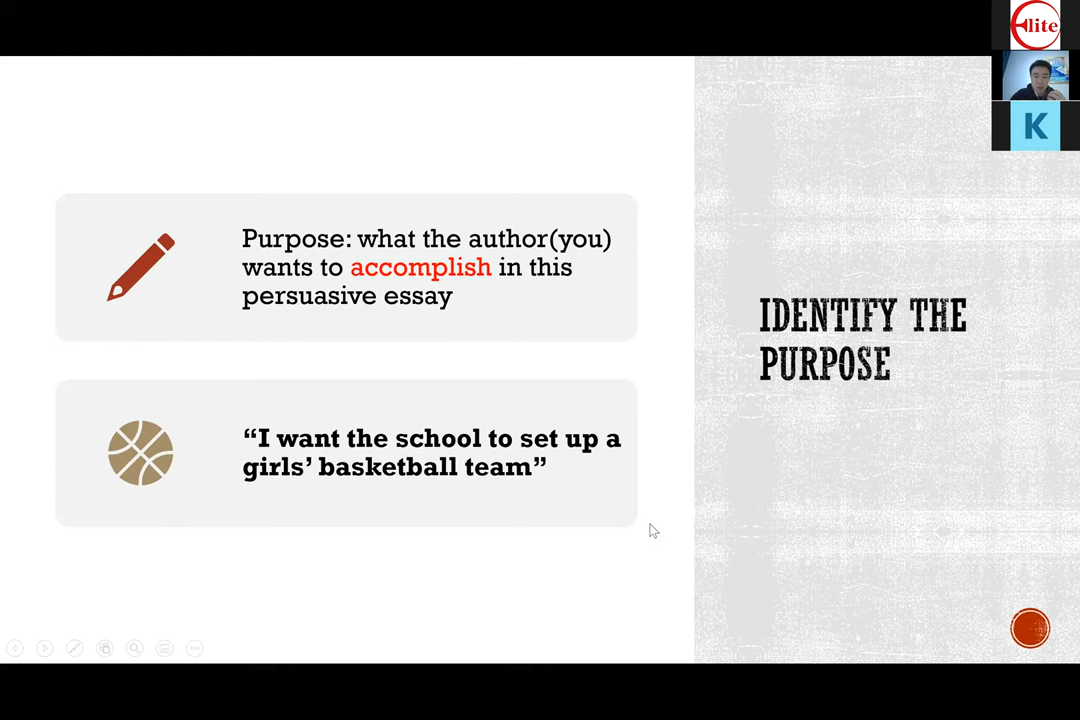 Elite
K
Purpose: what the author(you)
wants to accomplish in this
persuasive essay
“I want the school to set up a
girls’ basketball team”
IDENTIFY THE
PURPOSE